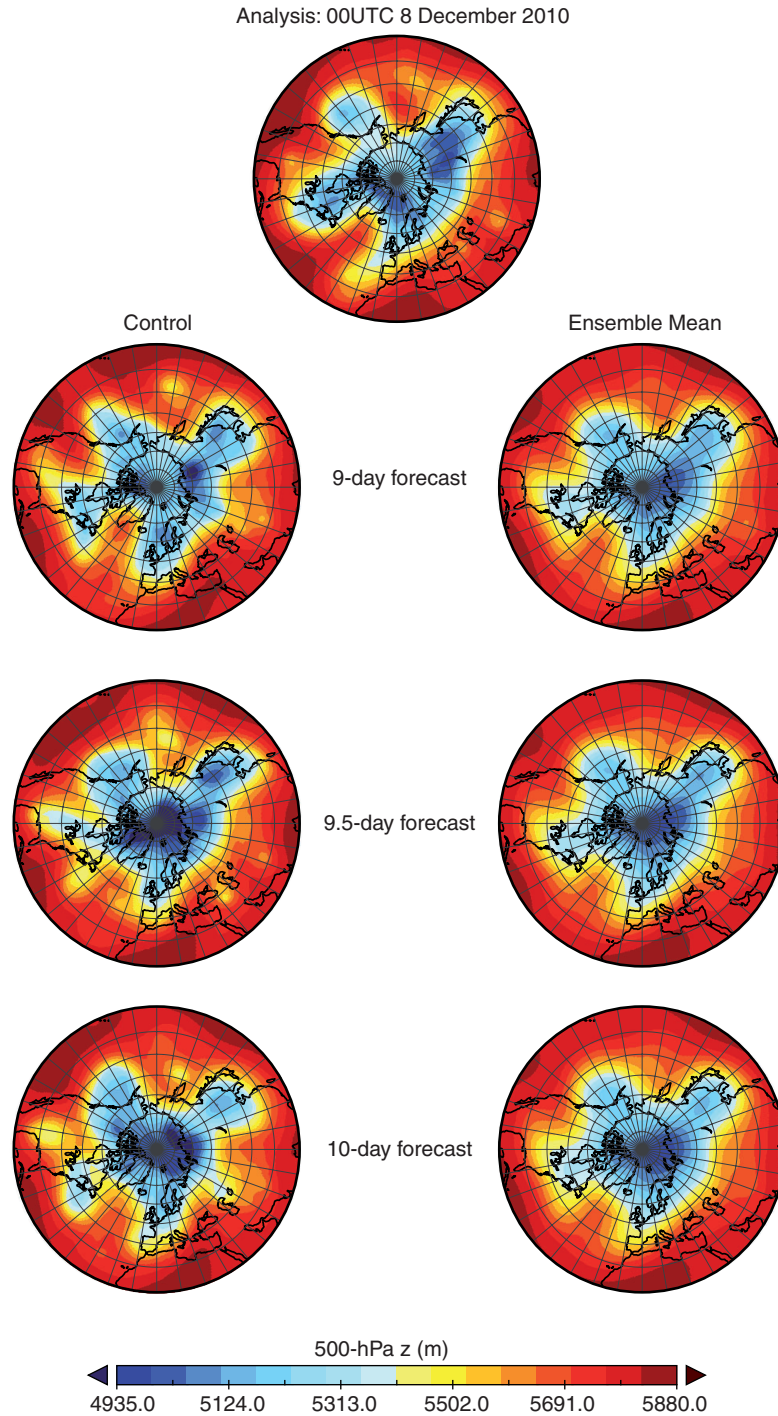 Analysis: 00UTC 8 December 2010
Control
Ensemble Mean
9-day forecast
9.5-day forecast
10-day forecast
500-hPa z (m)
4935.0 5124.0 5313.0 5502.0 5691.0 5880.0